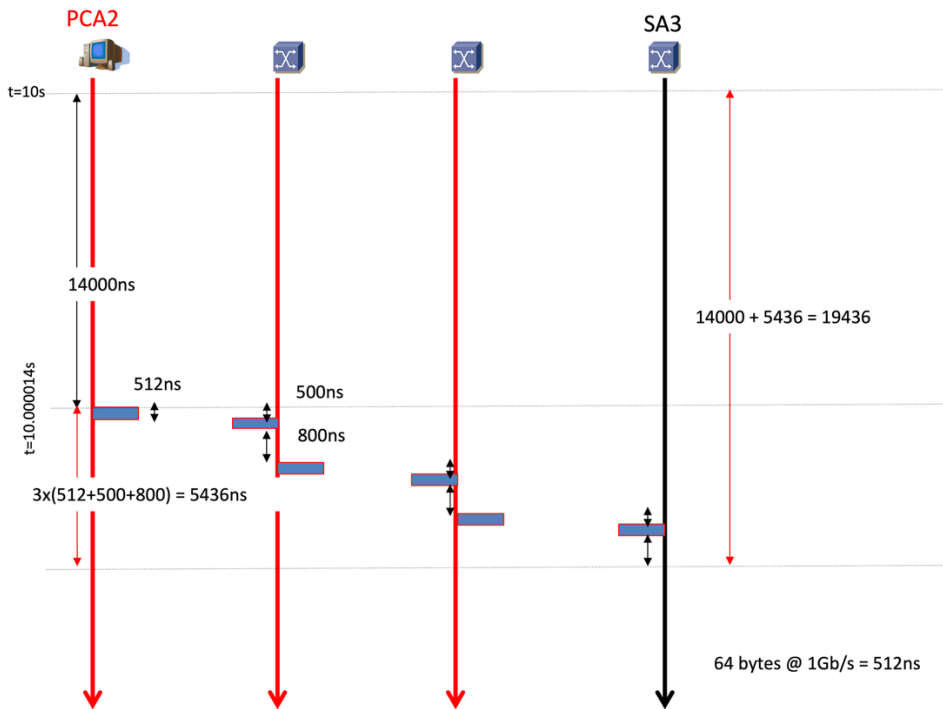 PCA2
SA3
t=10s
14000ns
14000 + 5436 = 19436
t=10.0000014s
512ns
500ns
800ns
3x(512+500+800) = 5436ns
64 bytes @ 1Gb/s = 512ns